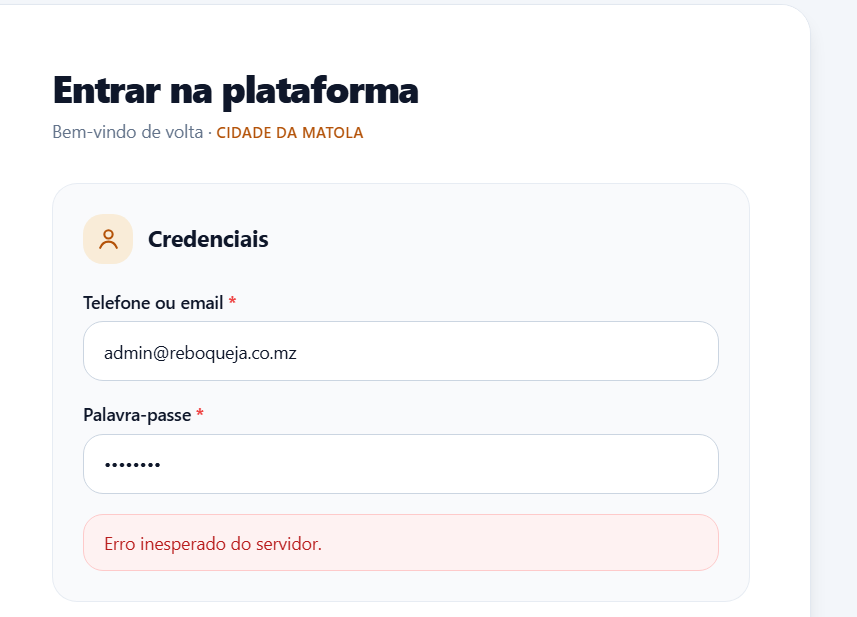 Entrar na plataforma
Bem-vindo de volta · CIDADE DA MATOLA
Credenciais
Telefone ou email *
admin@reboqueja.co.mz
Palavra-passe *
••••••••
Erro inesperado do servidor.